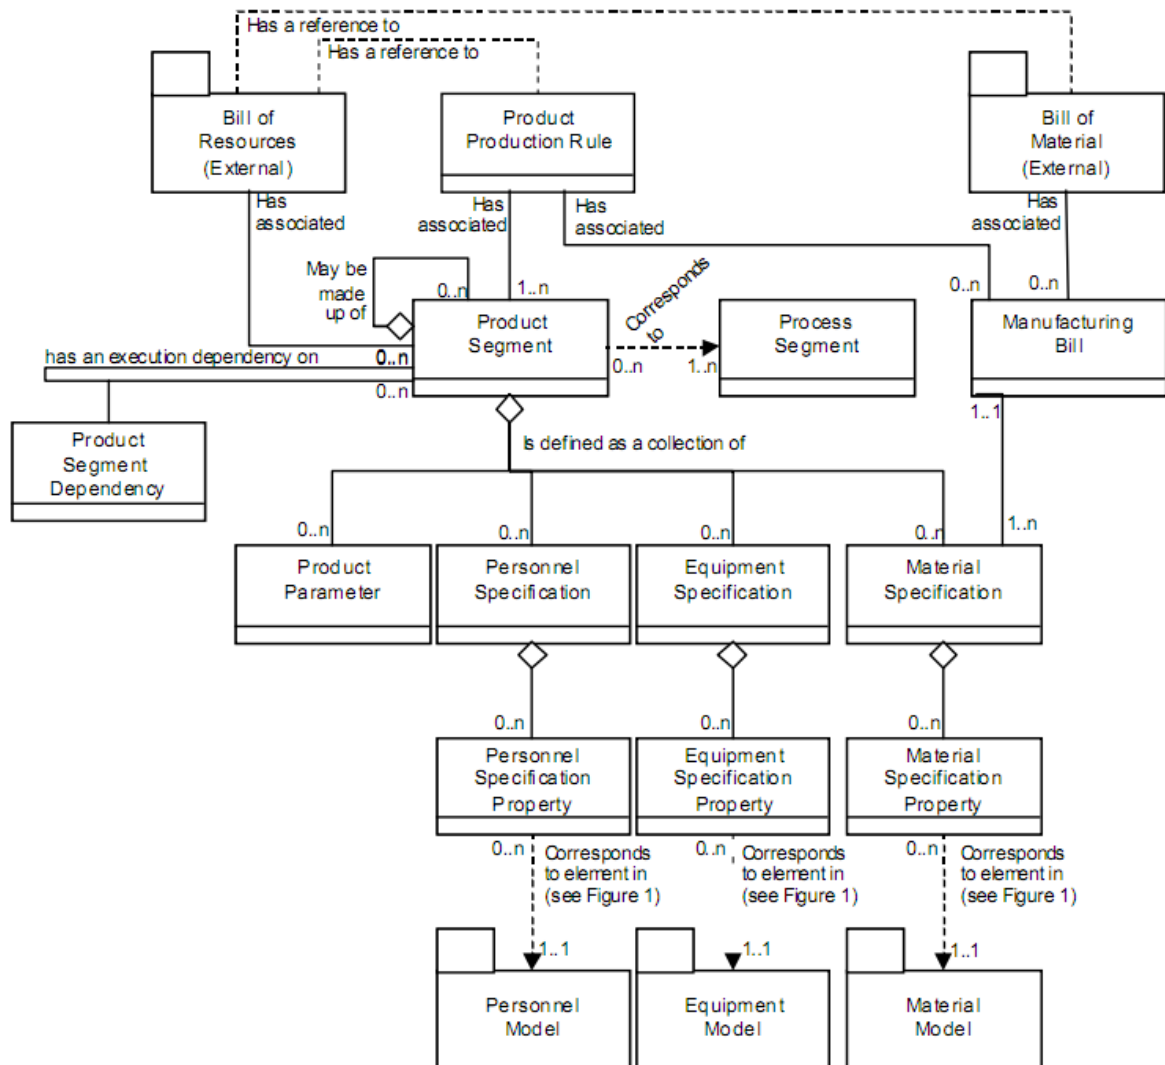 Has a reference to
Has a reference to
Bill of
Resources
(External)
Product
Production Rule
Bill of
Material
(External)
Has
associated
Has
associated
Has
associated
Has
associated
May be
made
up of
0..n
1..n
0..n
0..n
Product
Segment
Corresponds
to
0..n
1..n
Process
Segment
Manufacturing
Bill
has an execution dependency on
0..n
0..n
1..1
Product
Segment
Dependency
Is defined as a collection of
0..n
0..n
0..n
0..n
1..n
Product
Parameter
Personnel
Specification
Equipment
Specification
Material
Specification
0..n
0..n
0..n
Personnel
Specification
Property
Equipment
Specification
Property
Material
Specification
Property
0..n
Corresponds
to element in
(see Figure 1)
0..n
Corresponds
to element in
(see Figure 1)
0..n
Corresponds
to element in
(see Figure 1)
1..1
1..1
1..1
Personnel
Model
Equipment
Model
Material
Model